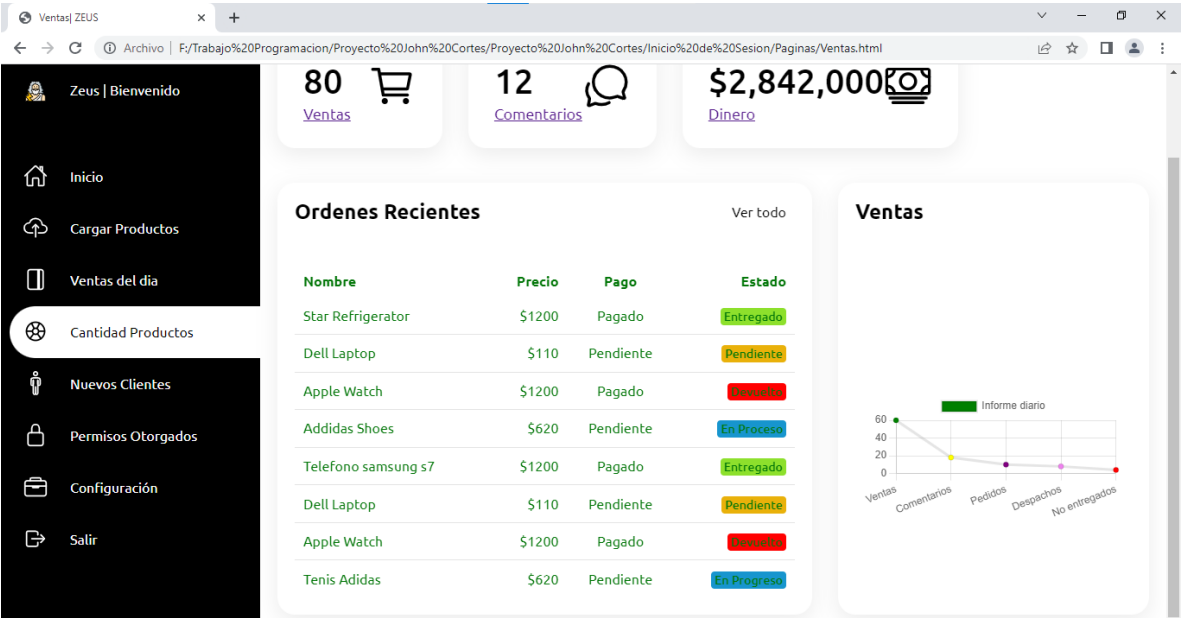 Ventas| ZEUS
Archivo | F:/Trabajo%20Programacion/Proyecto%20John%20Cortes/Proyecto%20John%20Cortes/Inicio%20de%20Sesion/Paginas/Ventas.html
Zeus | Bienvenido
Inicio
Cargar Productos
Ventas del dia
Cantidad Productos
Nuevos Clientes
Permisos Otorgados
Configuración
Salir
80
Ventas
12
Comentarios
$2,842,000
Dinero
Ordenes Recientes
Ver todo
Nombre Precio Pago Estado
Star Refrigerator $1200 Pagado Entregado
Dell Laptop $110 Pendiente Pendiente
Apple Watch $1200 Pagado Devuelto
Addidas Shoes $620 Pendiente En Proceso
Telefono samsung s7 $1200 Pagado Entregado
Dell Laptop $110 Pendiente Pendiente
Apple Watch $1200 Pagado Devuelto
Tenis Adidas $620 Pendiente En Progreso
Ventas
Informe diario
60
40
20
0
Ventas
Comentarios
Pedidos
Despachos
No entregados